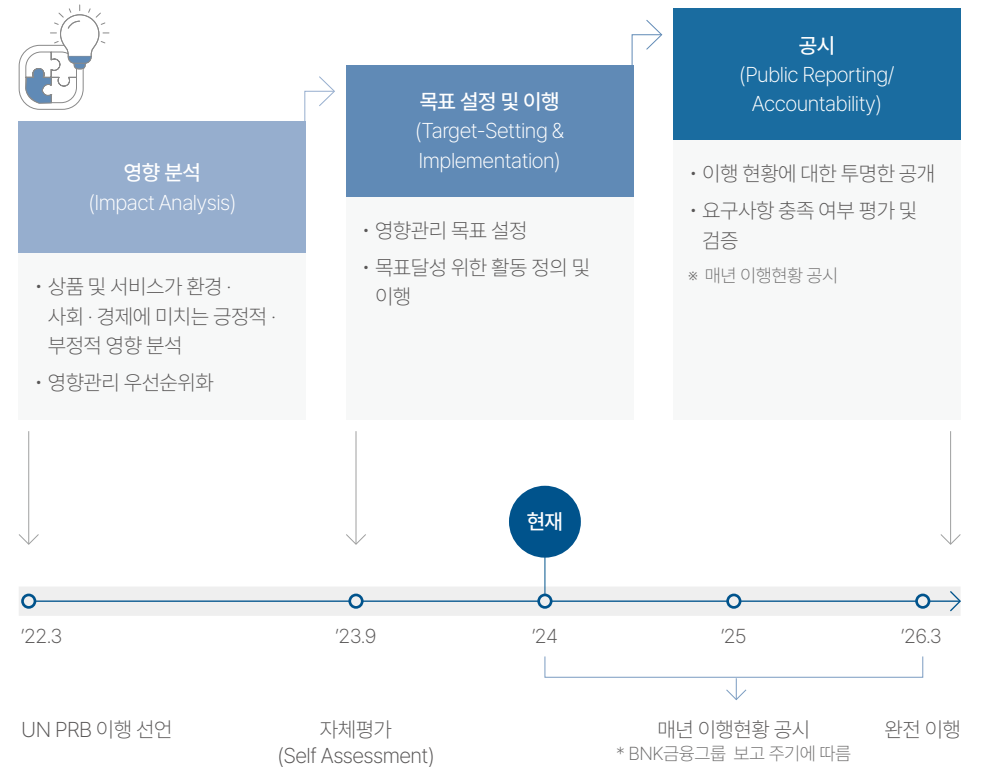 영향 분석
(Impact Analysis)
• 상품 및 서비스가 환경 ·
사회 · 경제에 미치는 긍정적 ·
부정적 영향 분석
• 영향관리 우선순위화
목표 설정 및 이행
(Target-Setting &
Implementation)
• 영향관리 목표 설정
• 목표달성 위한 활동 정의 및
이행
공시
(Public Reporting/
Accountability)
• 이행 현황에 대한 투명한 공개
• 요구사항 충족 여부 평가 및
검증
※ 매년 이행현황 공시
현재
'22.3
'23.9
'24
'25
'26.3
UN PRB 이행 선언
자체평가
(Self Assessment)
매년 이행현황 공시
* BNK금융그룹 보고 주기에 따름
완전 이행